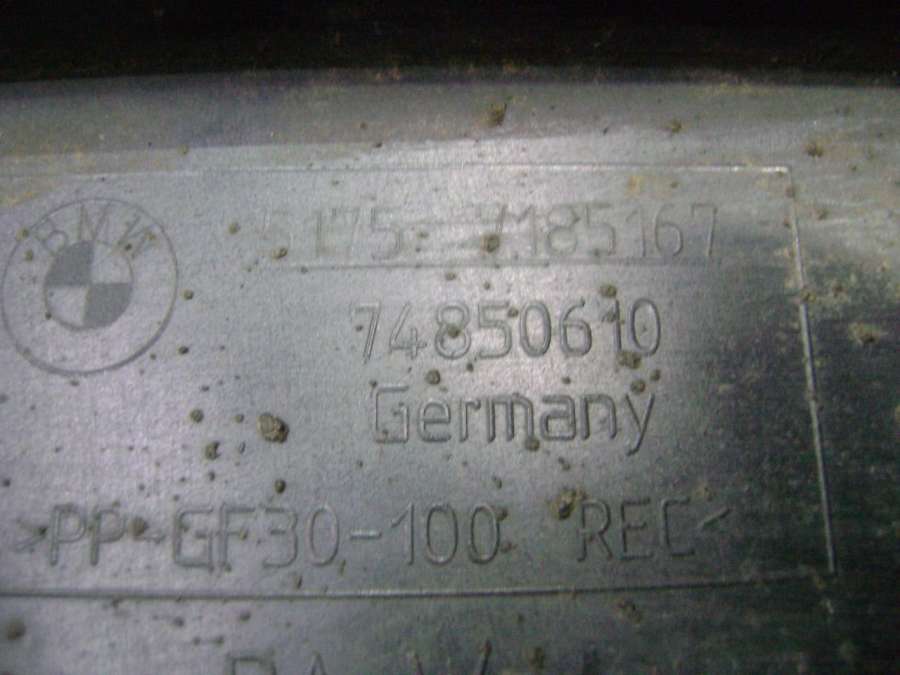 BMW
5175-7185167
74850610
Germany
>PP-GF30-100 REC<